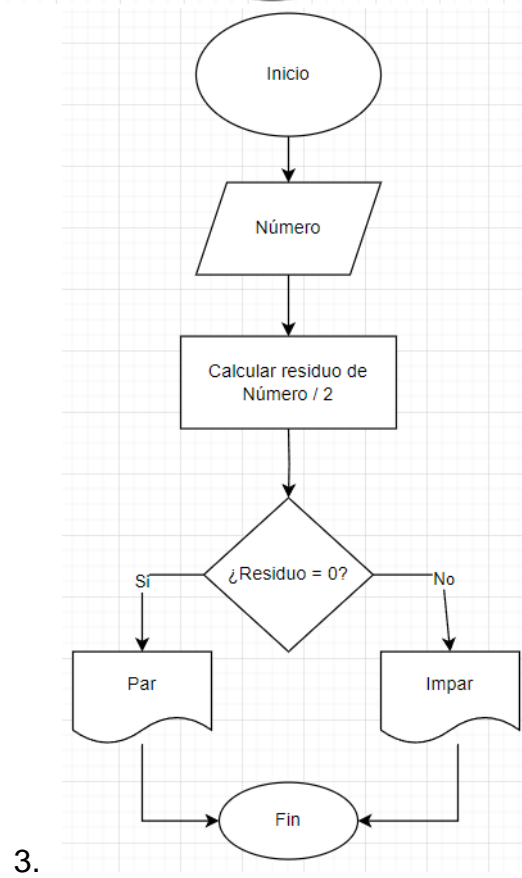 Inicio
Número
Calcular residuo de
Número / 2
¿Residuo = 0?
Sí
No
Par
Impar
Fin
3.